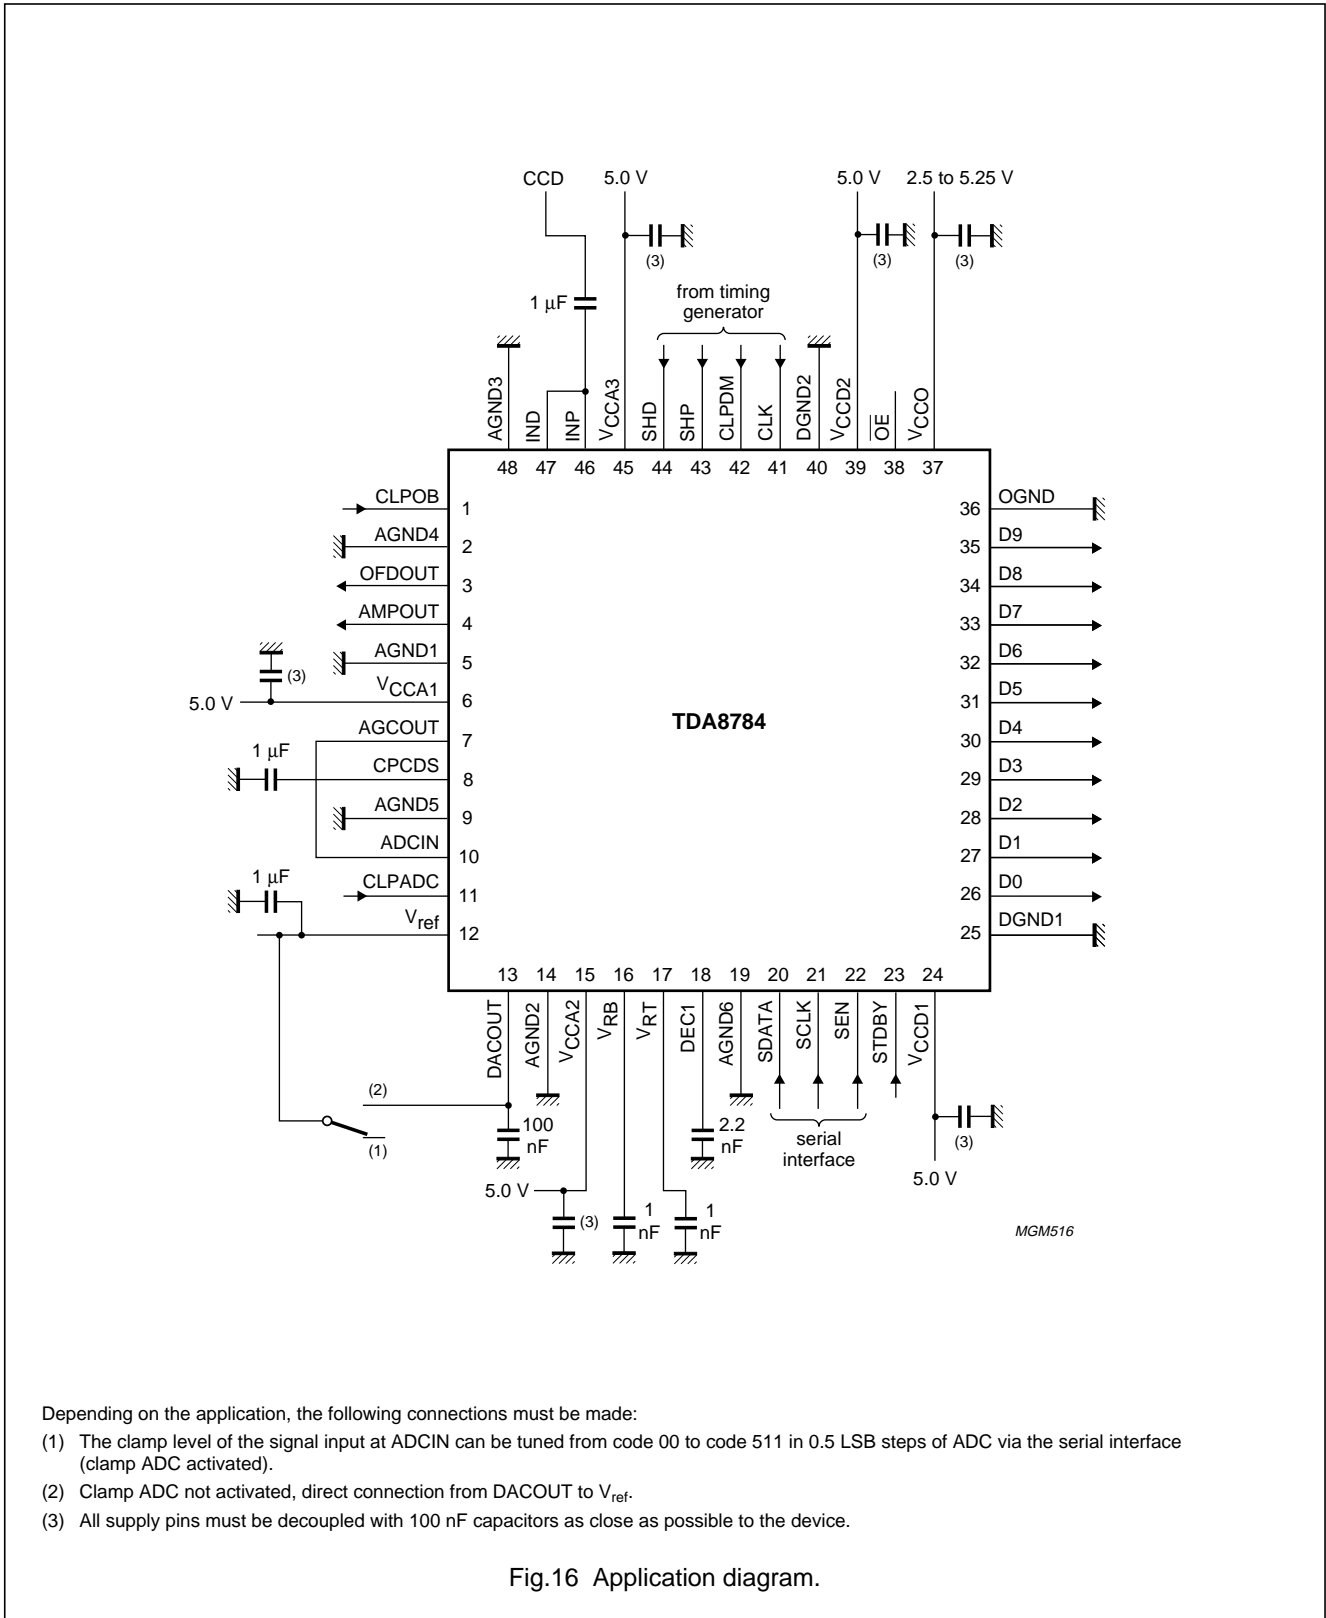 CCD 5.0 V 5.0 V 2.5 to 5.25 V
(3) (3) (3)
from timing
generator
1 μF
AGND3 IND INP VCCA3 SHD SHP CLPDM CLK DGND2 VCCD2 OE VCCO
48 47 46 45 44 43 42 41 40 39 38 37
CLPOB 1
AGND4 2
OFDOUT 3
AMPOUT 4
AGND1 5
(3)
5.0 V VCCA1 6
AGCOUT 7
1 μF
CPCDS 8
AGND5 9
ADCIN 10
1 μF
CLPADC 11
Vref 12
TDA8784
36 OGND
35 D9
34 D8
33 D7
32 D6
31 D5
30 D4
29 D3
28 D2
27 D1
26 D0
25 DGND1
13 14 15 16 17 18 19 20 21 22 23 24
DACOUT AGND2 VCCA2 VRB VRT DEC1 AGND6 SDATA SCLK SEN STDBY VCCD1
(2)
(1)
100
nF
2.2
nF
serial
interface
(3)
5.0 V
5.0 V
(3)
1
nF
1
nF
MGM516
Depending on the application, the following connections must be made:
(1) The clamp level of the signal input at ADCIN can be tuned from code 00 to code 511 in 0.5 LSB steps of ADC via the serial interface
(clamp ADC activated).
(2) Clamp ADC not activated, direct connection from DACOUT to Vref.
(3) All supply pins must be decoupled with 100 nF capacitors as close as possible to the device.
Fig.16 Application diagram.